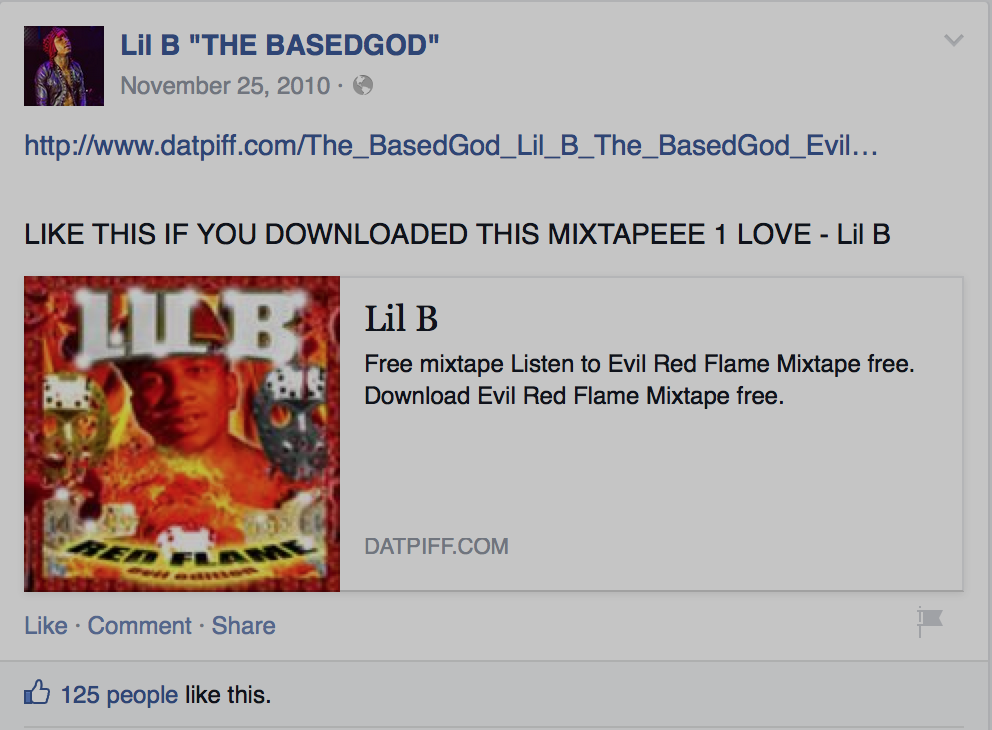 Lil B "THE BASEDGOD"
November 25, 2010 ·
http://www.datpiff.com/The_BasedGod_Lil_B_The_BasedGod_Evil…
LIKE THIS IF YOU DOWNLOADED THIS MIXTAPEEE 1 LOVE - Lil B
LIL B
RED FLAME
evil edition
Lil B
Free mixtape Listen to Evil Red Flame Mixtape free.
Download Evil Red Flame Mixtape free.
DATPIFF.COM
Like · Comment · Share
125 people like this.